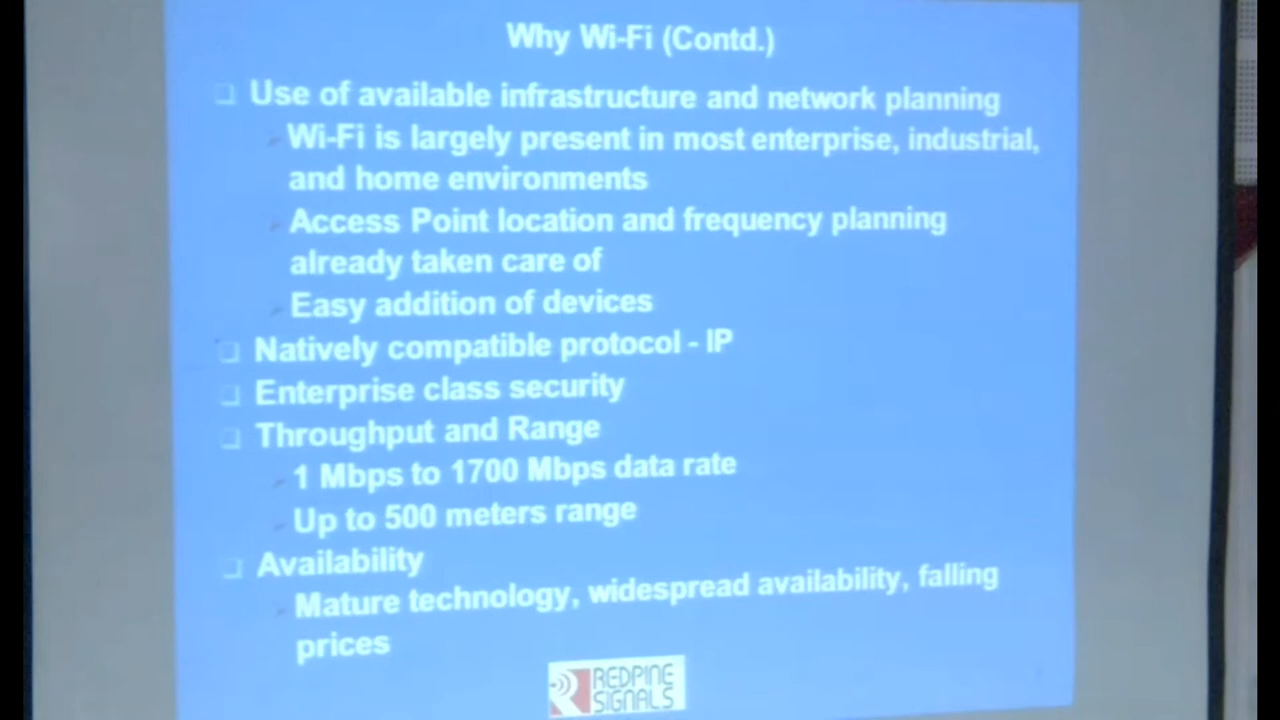 Why Wi-Fi (Contd.)
Use of available infrastructure and network planning
Wi-Fi is largely present in most enterprise, industrial,
and home environments
Access Point location and frequency planning
already taken care of
Easy addition of devices
Natively compatible protocol - IP
Enterprise class security
Throughput and Range
1 Mbps to 1700 Mbps data rate
Up to 500 meters range
Availability
Mature technology, widespread availability, falling
prices
REDPINE
SIGNALS